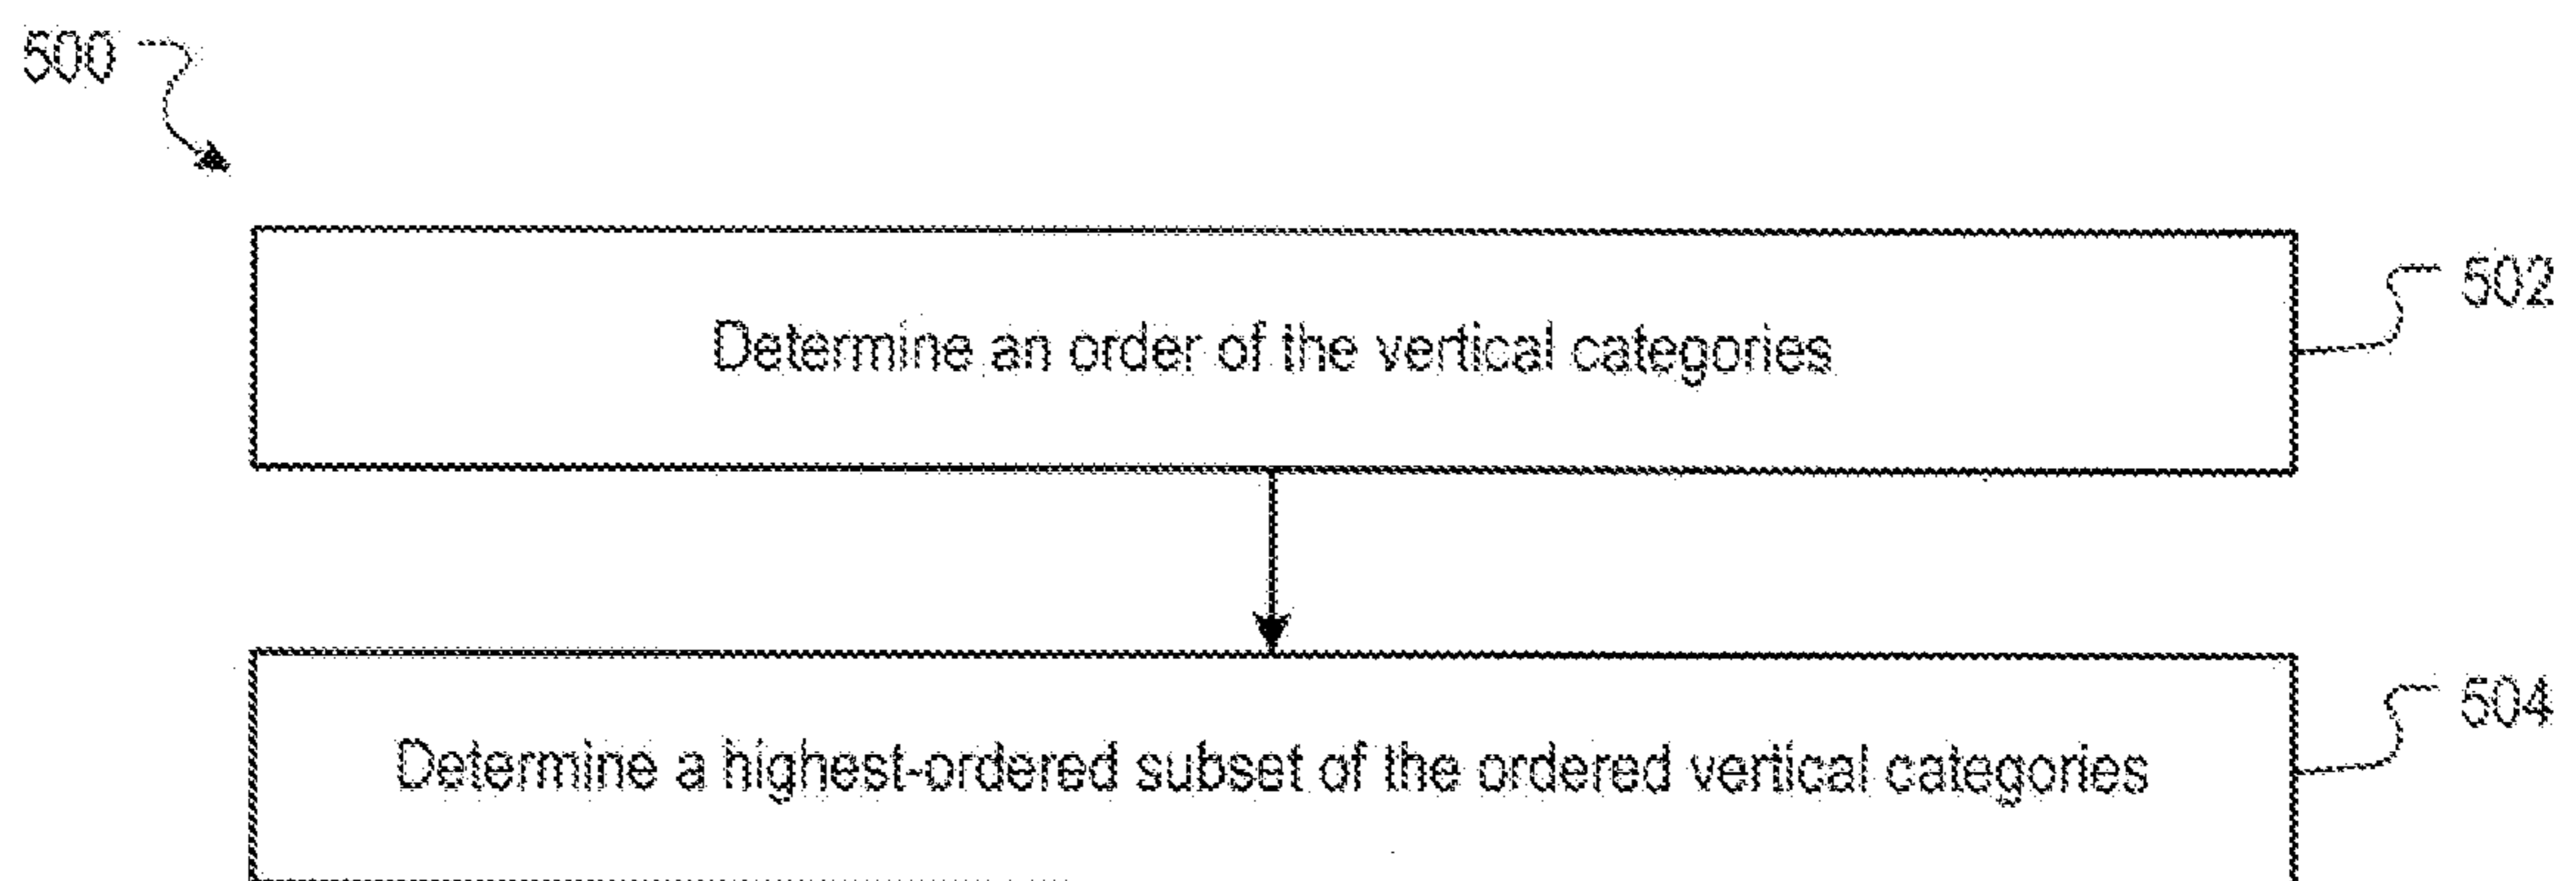 500
502
Determine an order of the vertical categories
504
Determine a highest-ordered subset of the ordered vertical categories